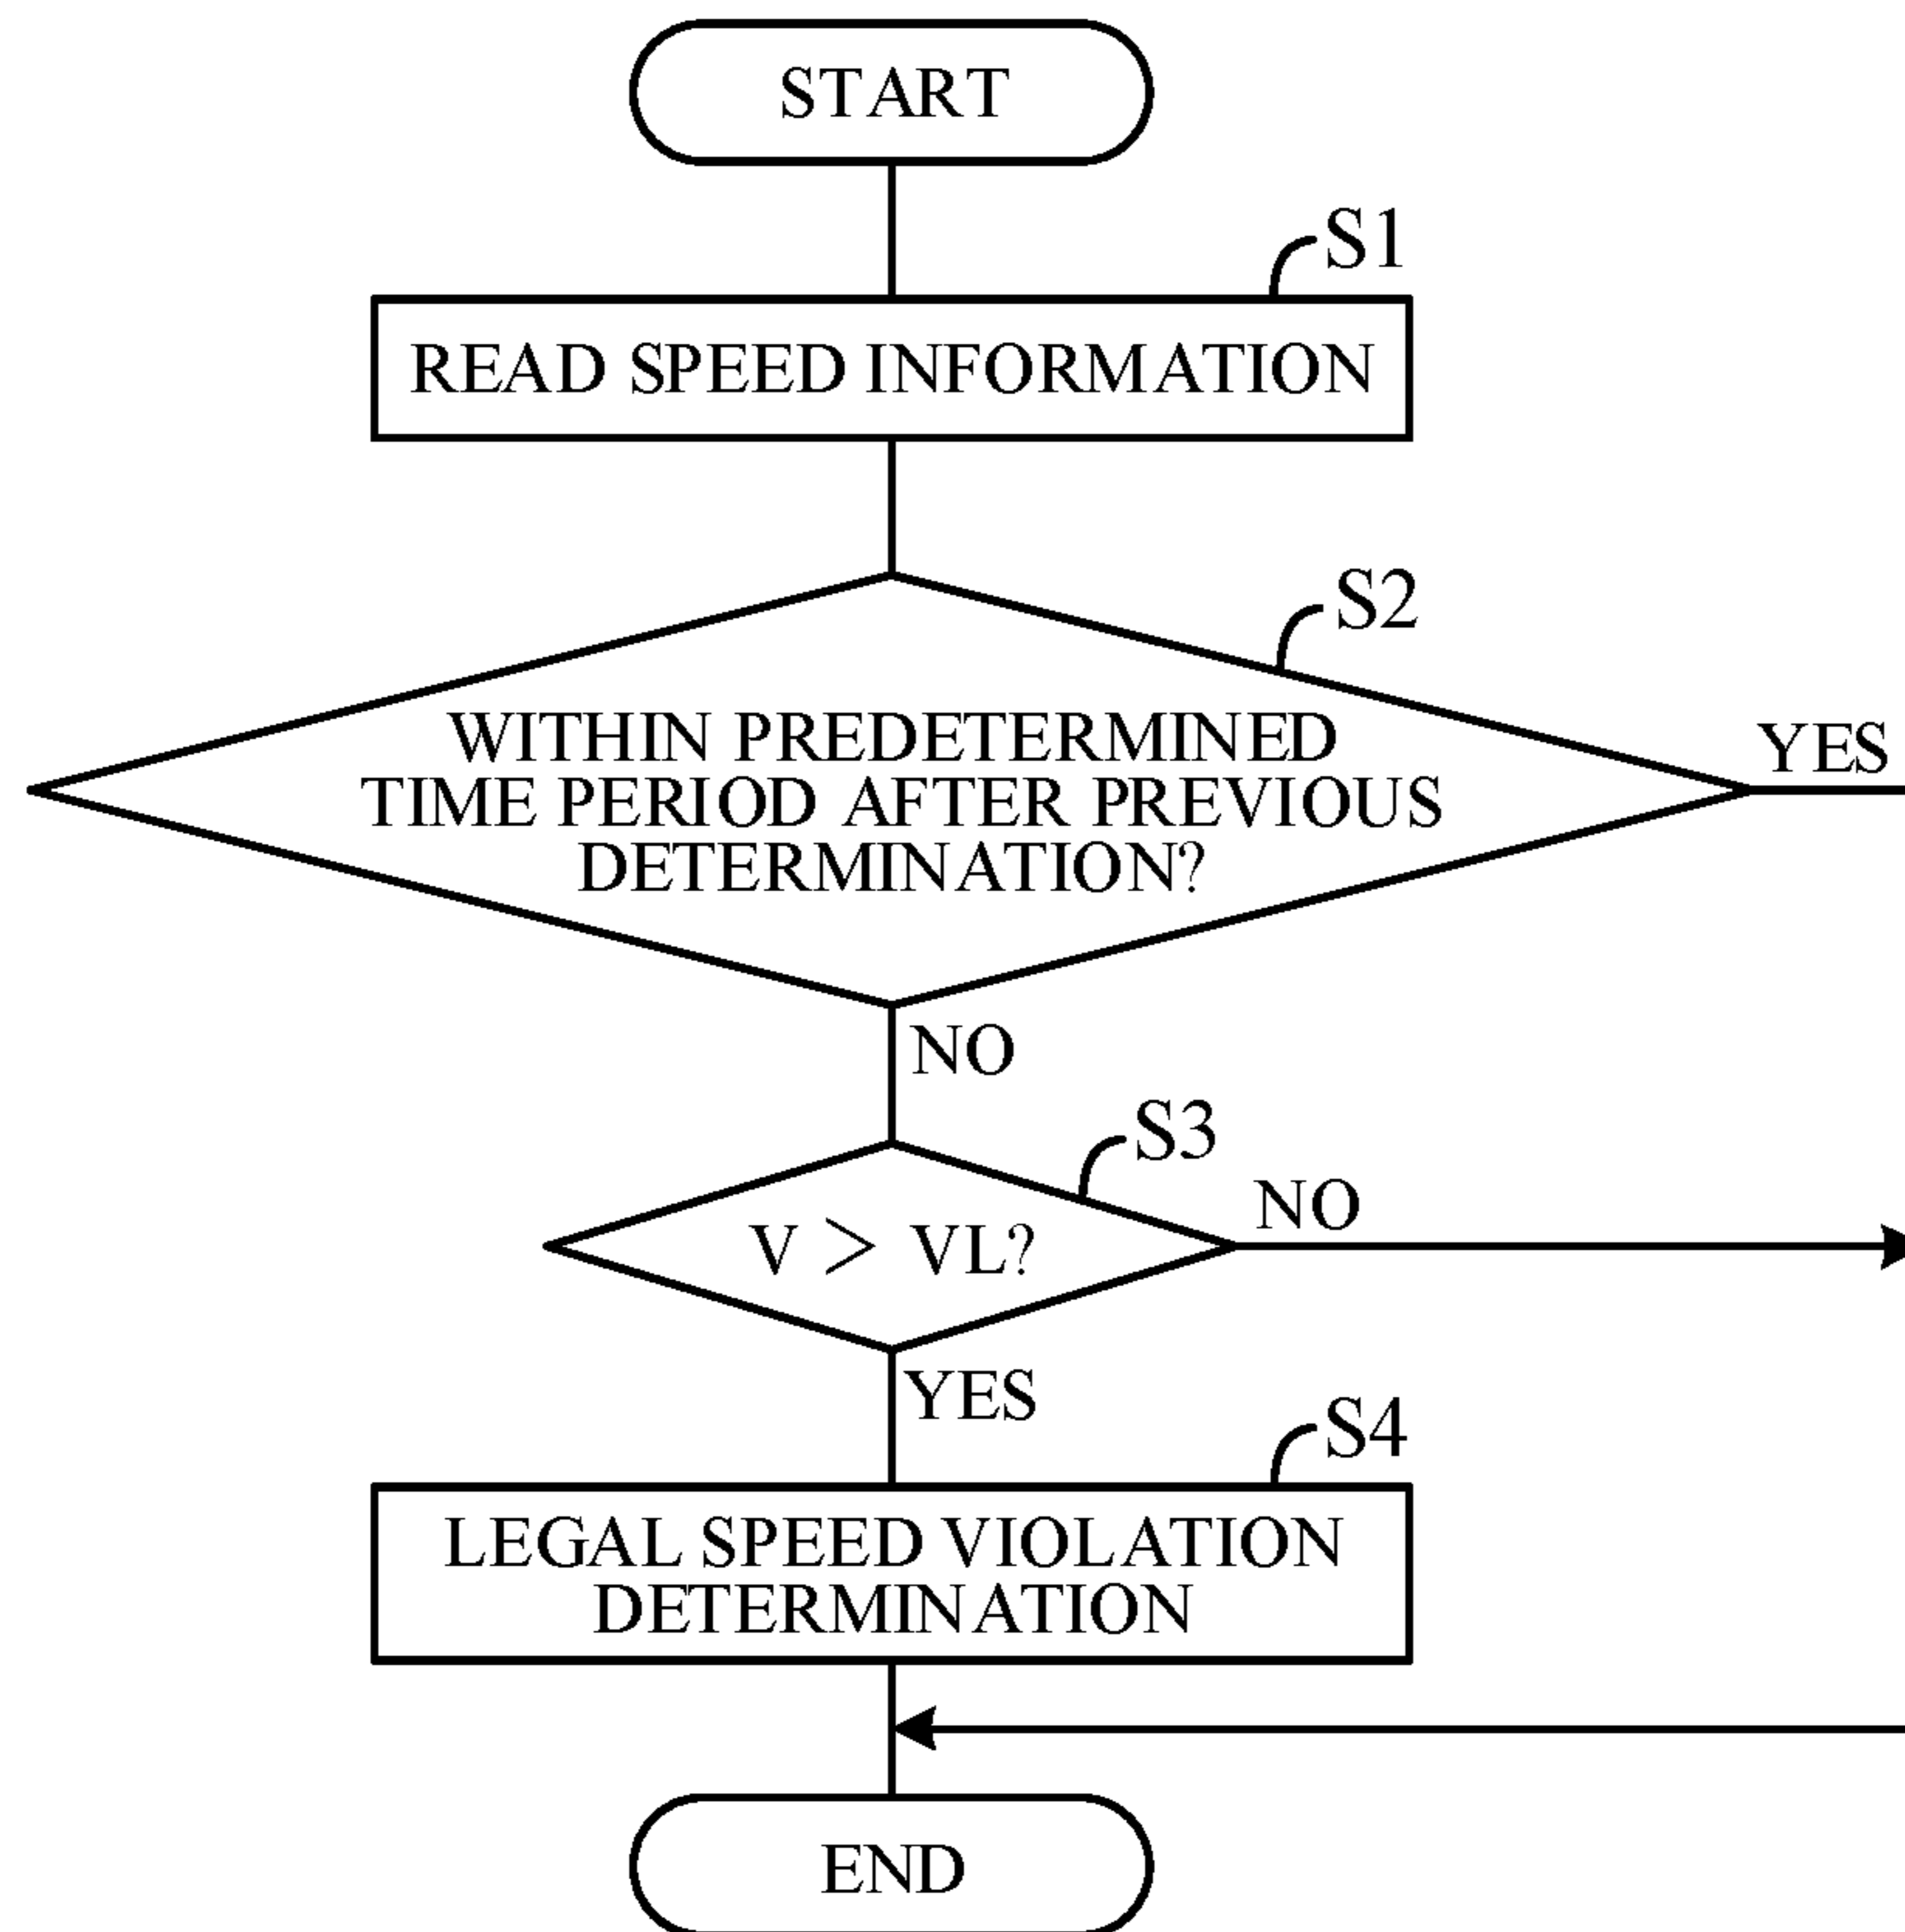 START
S1
READ SPEED INFORMATION
S2
WITHIN PREDETERMINED
TIME PERIOD AFTER PREVIOUS
DETERMINATION?
YES
NO
S3
V > VL?
NO
YES
S4
LEGAL SPEED VIOLATION
DETERMINATION
END